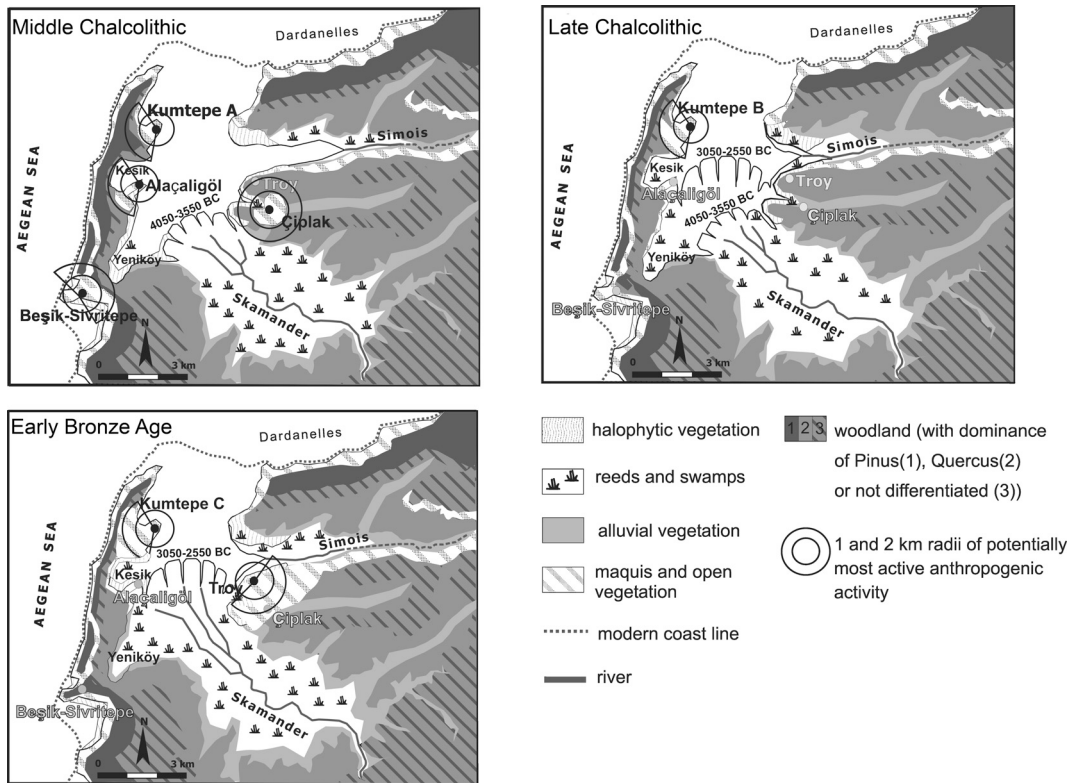 Middle Chalcolithic
Dardanelles
Kumtepe A
Simois
Kesik
Alaçaligöl
Troy
4050-3550 BC
Çiplak
AEGEAN SEA
Yeniköy
Beşik-Sivritepe
Skamander
N
0 3 km
Late Chalcolithic
Dardanelles
Kumtepe B
Simois
3050-2550 BC
Kesik
Troy
Alaçaligöl
4050-3550 BC
Çiplak
AEGEAN SEA
Yeniköy
Beşik-Sivritepe
Skamander
N
0 3 km
Early Bronze Age
Dardanelles
Kumtepe C
3050-2550 BC
Simois
Kesik
Troy
Alaçaligöl
Çiplak
AEGEAN SEA
Yeniköy
Beşik-Sivritepe
Skamander
N
0 3 km
halophytic vegetation
reeds and swamps
alluvial vegetation
maquis and open
vegetation
modern coast line
river
1 2 3 woodland (with dominance
of Pinus(1), Quercus(2)
or not differentiated (3))
1 and 2 km radii of potentially
most active anthropogenic
activity